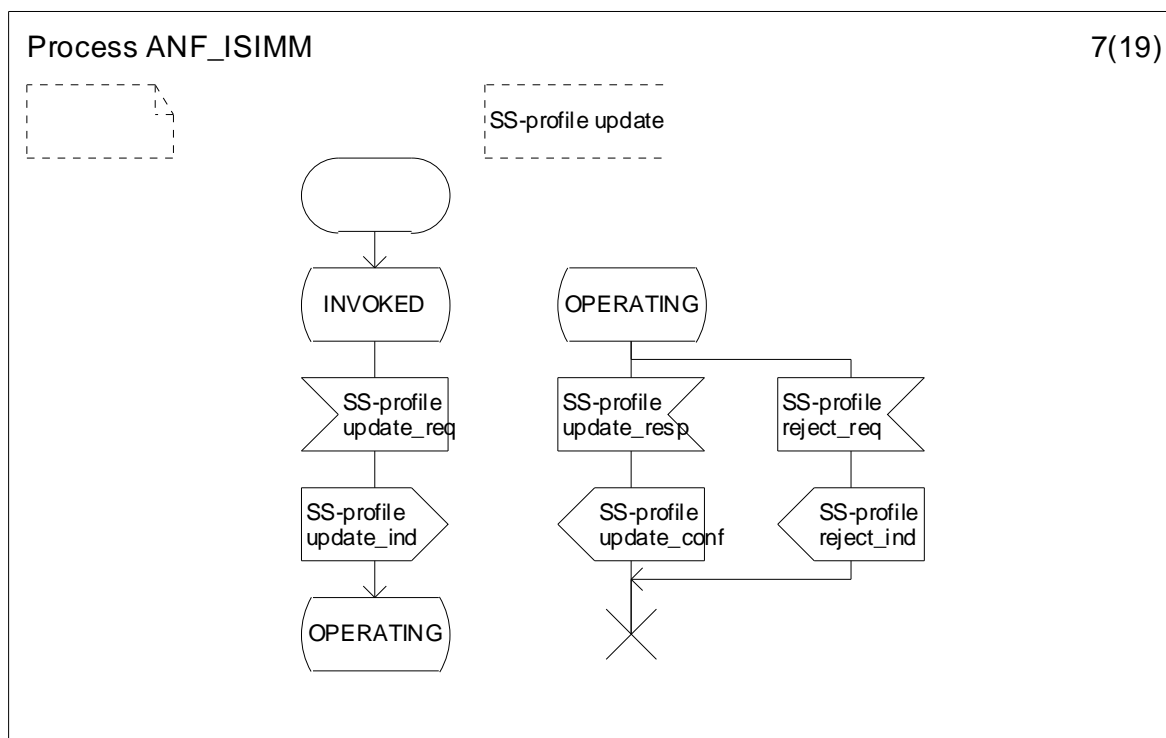 Process ANF_ISIMM
7(19)
SS-profile update
INVOKED
OPERATING
SS-profile
update_req
SS-profile
update_resp
SS-profile
reject_req
SS-profile
update_ind
SS-profile
update_conf
SS-profile
reject_ind
OPERATING